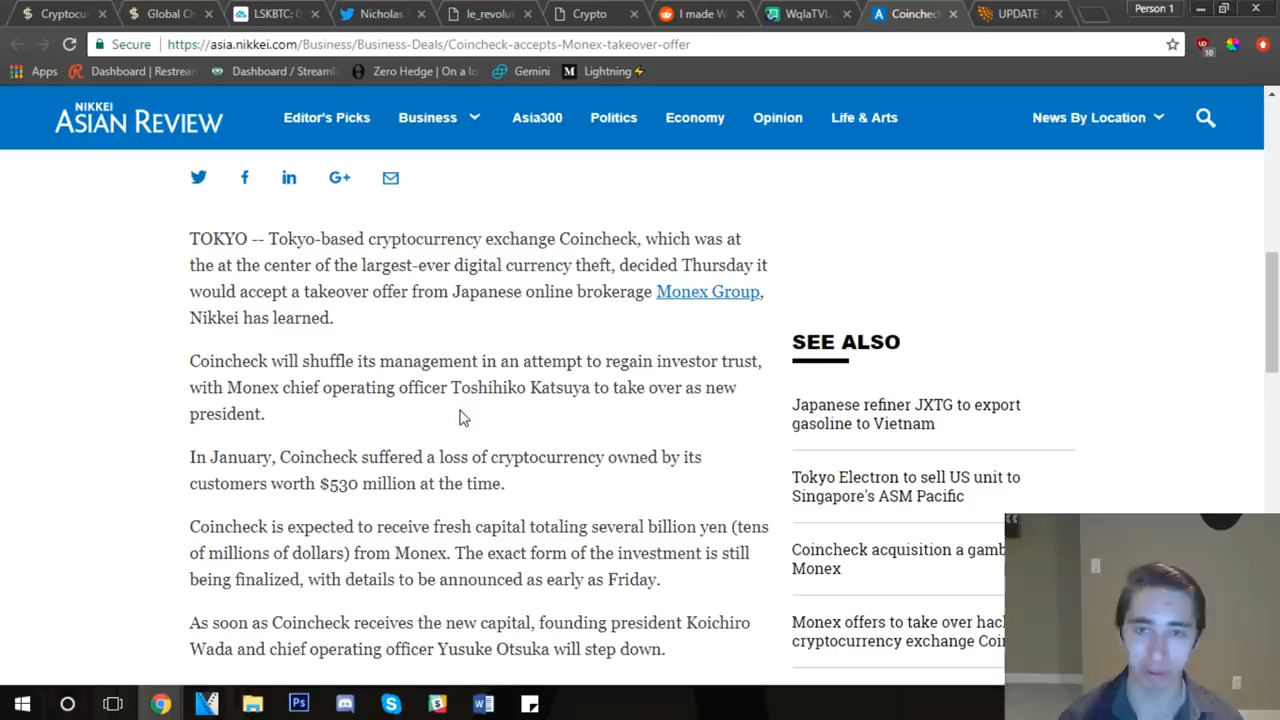 Cryptocu
Global Ch
LSKBTC: 0
Nicholas
le_revolu
Crypto
I made W
WqlaTVL
Coinchec
UPDATE
Person 1
Secure
https://asia.nikkei.com/Business/Business-Deals/Coincheck-accepts-Monex-takeover-offer
10
Apps
Dashboard | Restrean
Dashboard / Streaml
Zero Hedge | On a lo
Gemini
Lightning⚡
NIKKEI
ASIAN REVIEW
Editor's Picks
Business
Asia300
Politics
Economy
Opinion
Life & Arts
News By Location
TOKYO -- Tokyo-based cryptocurrency exchange Coincheck, which was at
the at the center of the largest-ever digital currency theft, decided Thursday it
would accept a takeover offer from Japanese online brokerage Monex Group,
Nikkei has learned.
Coincheck will shuffle its management in an attempt to regain investor trust,
with Monex chief operating officer Toshihiko Katsuya to take over as new
president.
In January, Coincheck suffered a loss of cryptocurrency owned by its
customers worth $530 million at the time.
Coincheck is expected to receive fresh capital totaling several billion yen (tens
of millions of dollars) from Monex. The exact form of the investment is still
being finalized, with details to be announced as early as Friday.
As soon as Coincheck receives the new capital, founding president Koichiro
Wada and chief operating officer Yusuke Otsuka will step down.
SEE ALSO
Japanese refiner JXTG to export
gasoline to Vietnam
Tokyo Electron to sell US unit to
Singapore's ASM Pacific
Coincheck acquisition a gamb
Monex
Monex offers to take over hac
cryptocurrency exchange Coin